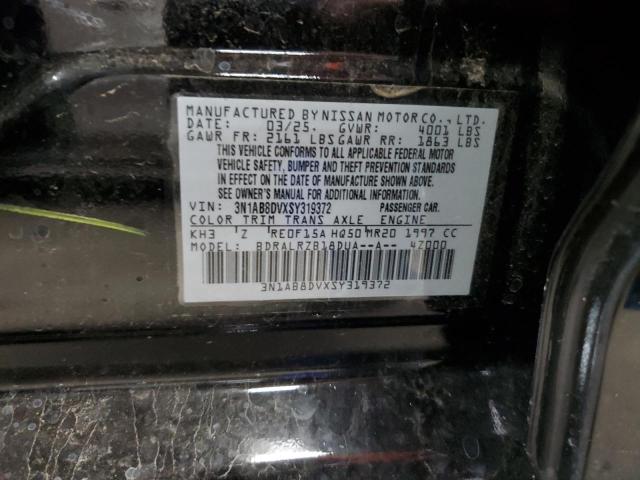 MANUFACTURED BY NISSAN MOTOR CO., LTD.
DATE: 03/25. GVWR: 4001 LBS
GAWR FR: 2161 LBS GAWR RR: 1863 LBS
THIS VEHICLE CONFORMS TO ALL APPLICABLE FEDERAL MOTOR
VEHICLE SAFETY, BUMPER AND THEFT PREVENTION STANDARDS
IN EFFECT ON THE DATE OF MANUFACTURE SHOWN ABOVE.
SEE OWNER'S MANUAL FOR MORE INFORMATION.
VIN: 3N1AB8DVXSY319372 PASSENGER CAR.
COLOR TRIM TRANS AXLE ENGINE
KH3 Z RE0F15A HQ50 MR20 1997 CC
MODEL: BDRALRZB18DUA--A-- 4Z000
3N1AB8DVXSY319372